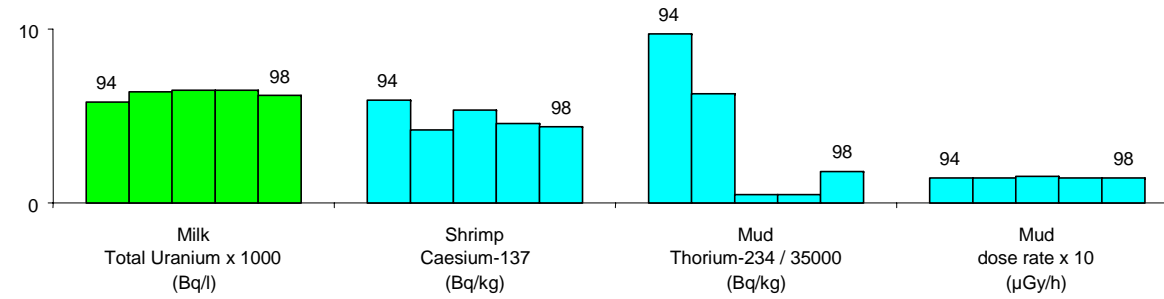 10
0
94
98
94
98
94
98
94
98
Milk
Total Uranium x 1000
(Bq/l)
Shrimp
Caesium-137
(Bq/kg)
Mud
Thorium-234 / 35000
(Bq/kg)
Mud
dose rate x 10
(µGy/h)